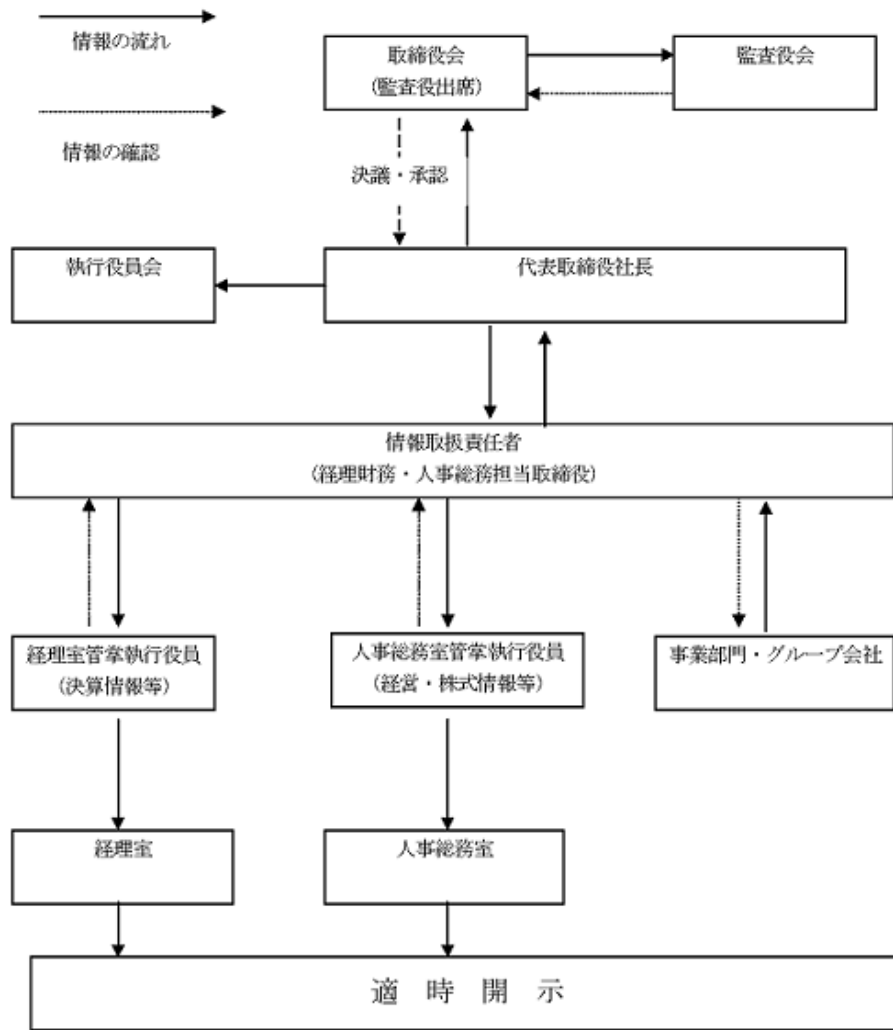 情報の流れ
情報の確認
取締役会
(監査役出席)
監査役会
決議・承認
執行役員会
代表取締役社長
情報取扱責任者
(経理財務・人事総務担当取締役)
経理室管掌執行役員
(決算情報等)
人事総務室管掌執行役員
(経営・株式情報等)
事業部門・グループ会社
経理室
人事総務室
適時開示